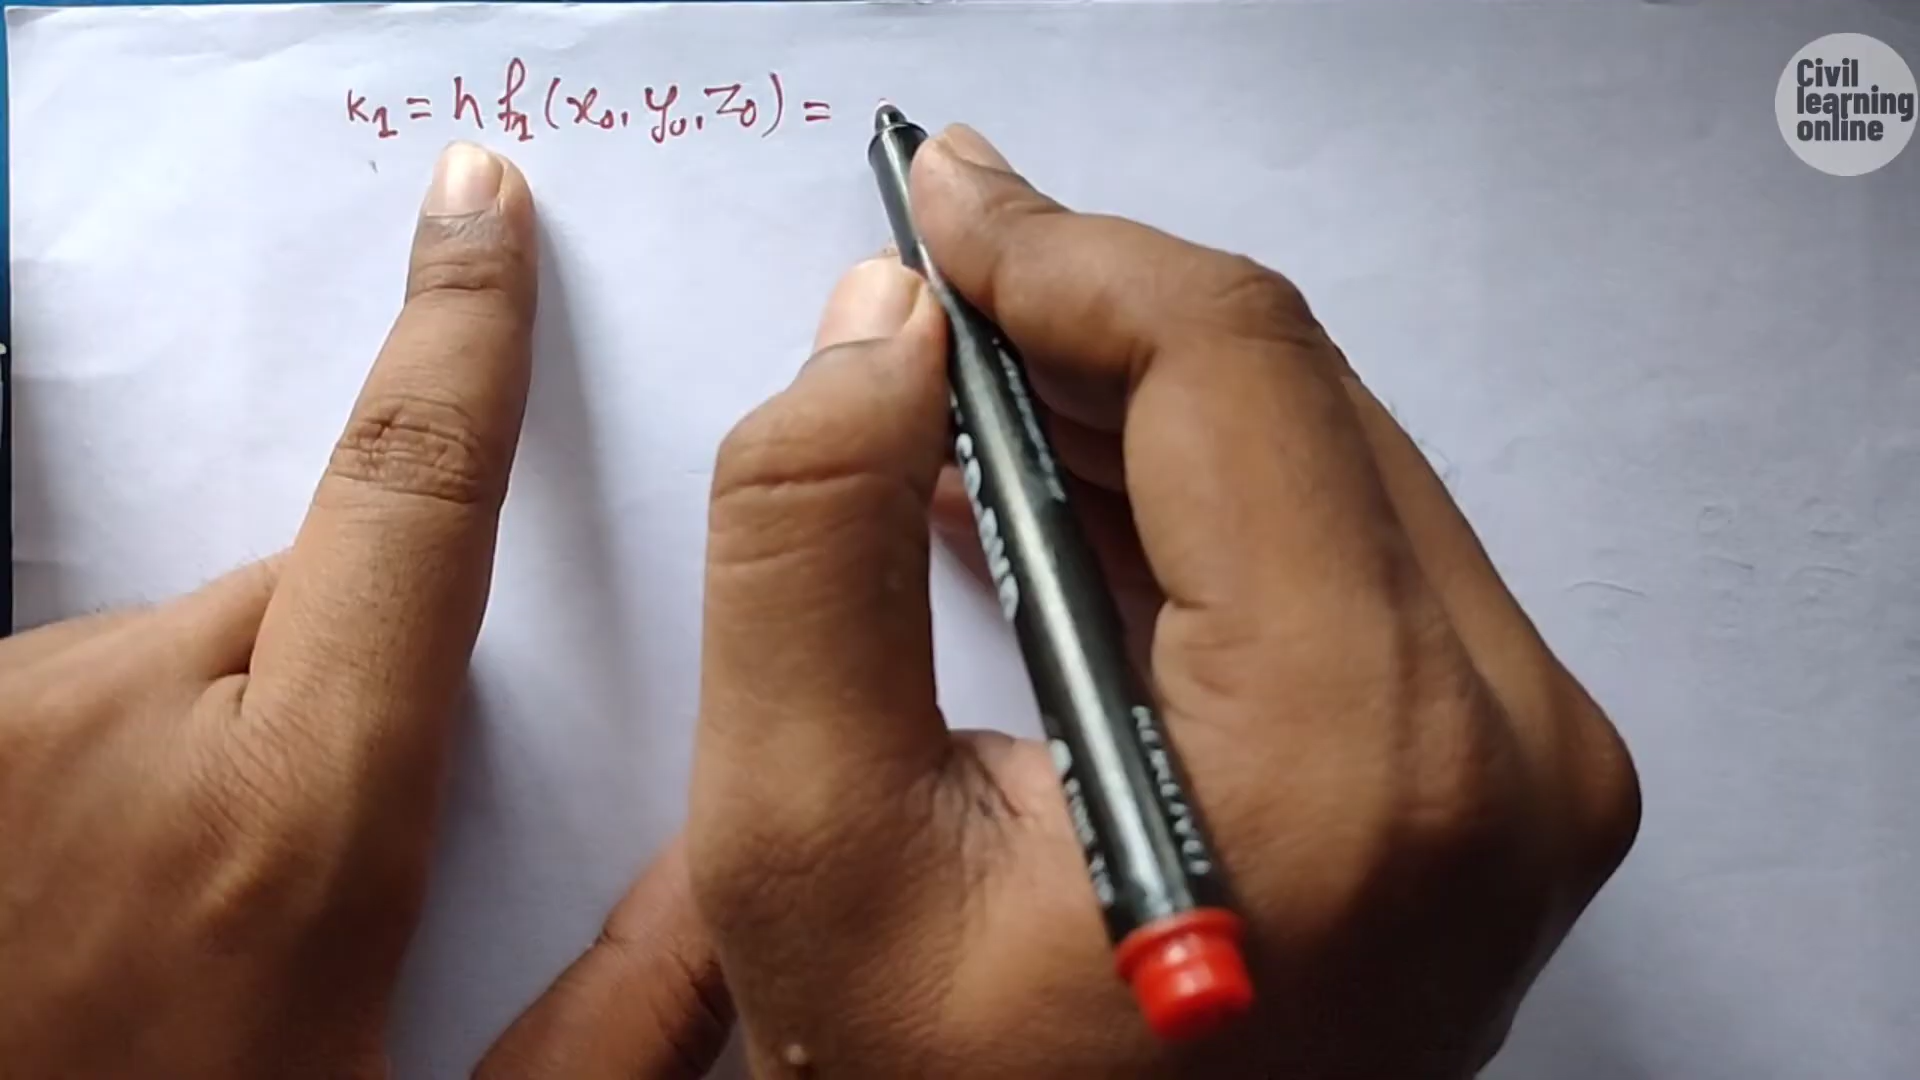 k₁ = h f₁ (x₀, y₀, z₀) =
Civil
learning
online